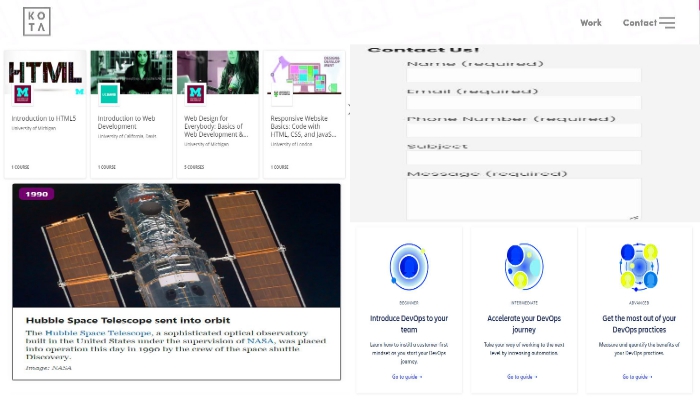 KO
TA
Work
Contact
HTML
Introduction to HTML5
University of Michigan
1 COURSE
Introduction to Web
Development
University of California, Davis
1 COURSE
Web Design for
Everybody: Basics of
Web Development &...
University of Michigan
5 COURSES
Responsive Website
Basics: Code with
HTML, CSS, and JavaS...
University of London
1 COURSE
1990
Hubble Space Telescope sent into orbit
The Hubble Space Telescope, a sophisticated optical observatory
built in the United States under the supervision of NASA, was placed
into operation this day in 1990 by the crew of the space shuttle
Discovery.
Image: NASA
Contact Us!
Name (required)
Email (required)
Phone Number (required)
Subject
Message (required)
BEGINNER
Introduce DevOps to your
team
Learn how to instill a customer first
mindset as you start your DevOps
journey.
Go to guide
INTERMEDIATE
Accelerate your DevOps
journey
Take your way of working to the next
level by increasing automation.
Go to guide
ADVANCED
Get the most out of your
DevOps practices
Measure and quantify the benefits of
your DevOps practices.
Go to guide